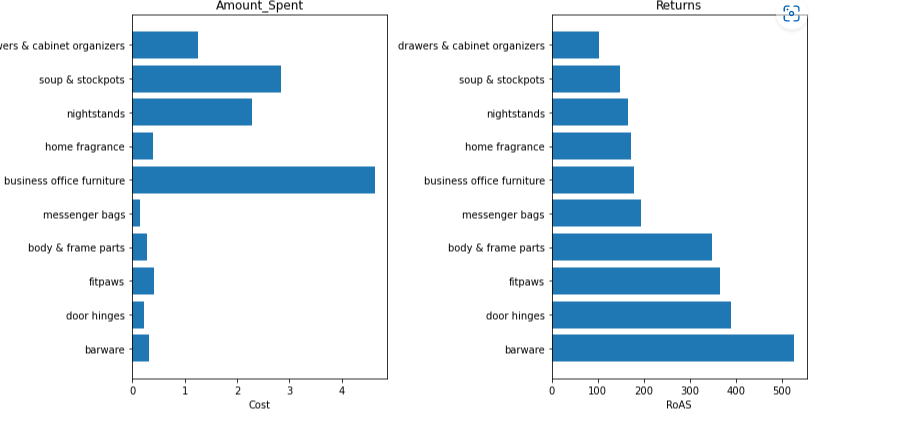 Amount_Spent
& cabinet organizers
soup & stockpots
nightstands
home fragrance
business office furniture
messenger bags
body & frame parts
fitpaws
door hinges
barware
0 1 2 3 4
Cost
Returns
drawers & cabinet organizers
soup & stockpots
nightstands
home fragrance
business office furniture
messenger bags
body & frame parts
fitpaws
door hinges
barware
0 100 200 300 400 500
RoAS